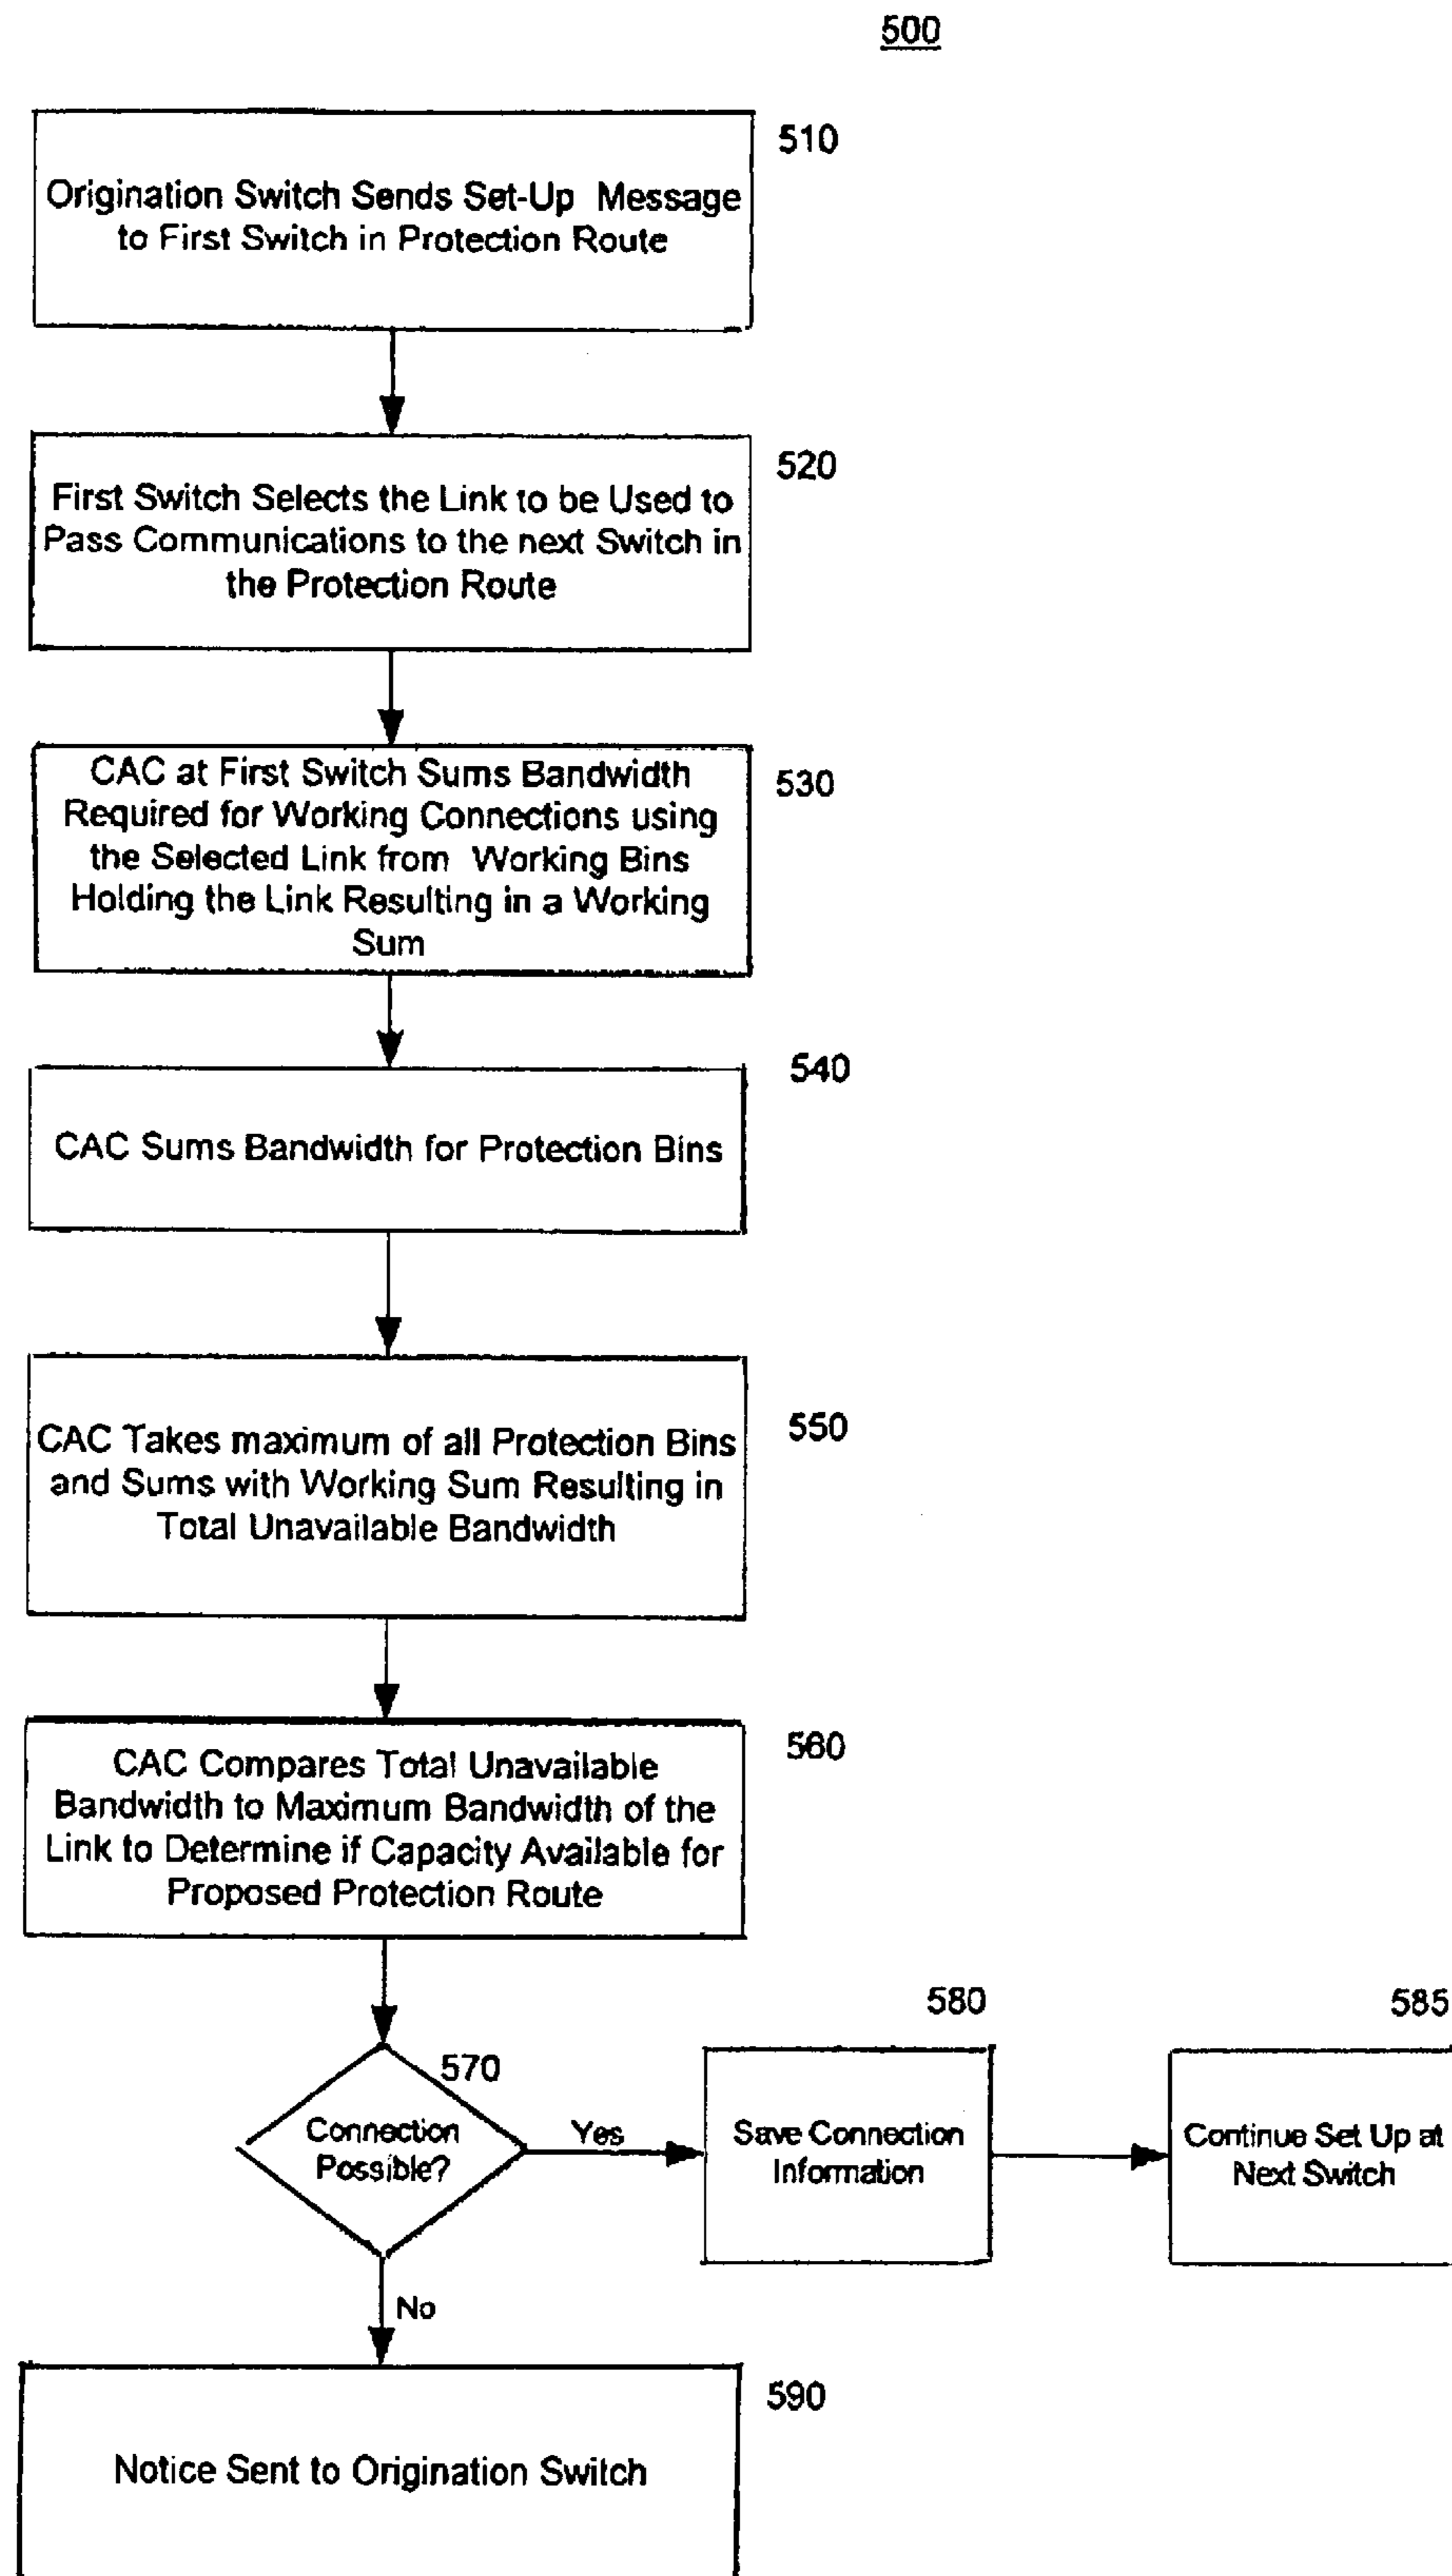 500
510
Origination Switch Sends Set-Up Message
to First Switch in Protection Route
520
First Switch Selects the Link to be Used to
Pass Communications to the next Switch in
the Protection Route
530
CAC at First Switch Sums Bandwidth
Required for Working Connections using
the Selected Link from Working Bins
Holding the Link Resulting in a Working
Sum
540
CAC Sums Bandwidth for Protection Bins
550
CAC Takes maximum of all Protection Bins
and Sums with Working Sum Resulting in
Total Unavailable Bandwidth
560
CAC Compares Total Unavailable
Bandwidth to Maximum Bandwidth of the
Link to Determine if Capacity Available for
Proposed Protection Route
570
Connection
Possible?
Yes
580
Save Connection
Information
585
Continue Set Up at
Next Switch
No
590
Notice Sent to Origination Switch